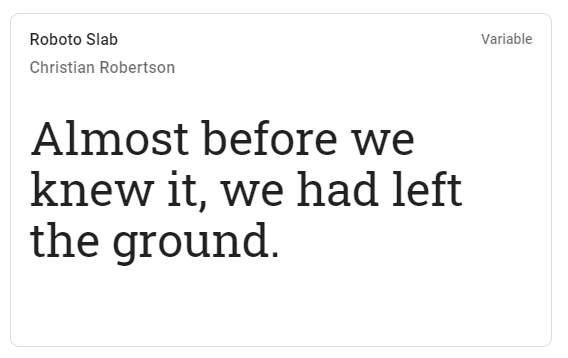 Roboto Slab
Variable
Christian Robertson
Almost before we
knew it, we had left
the ground.